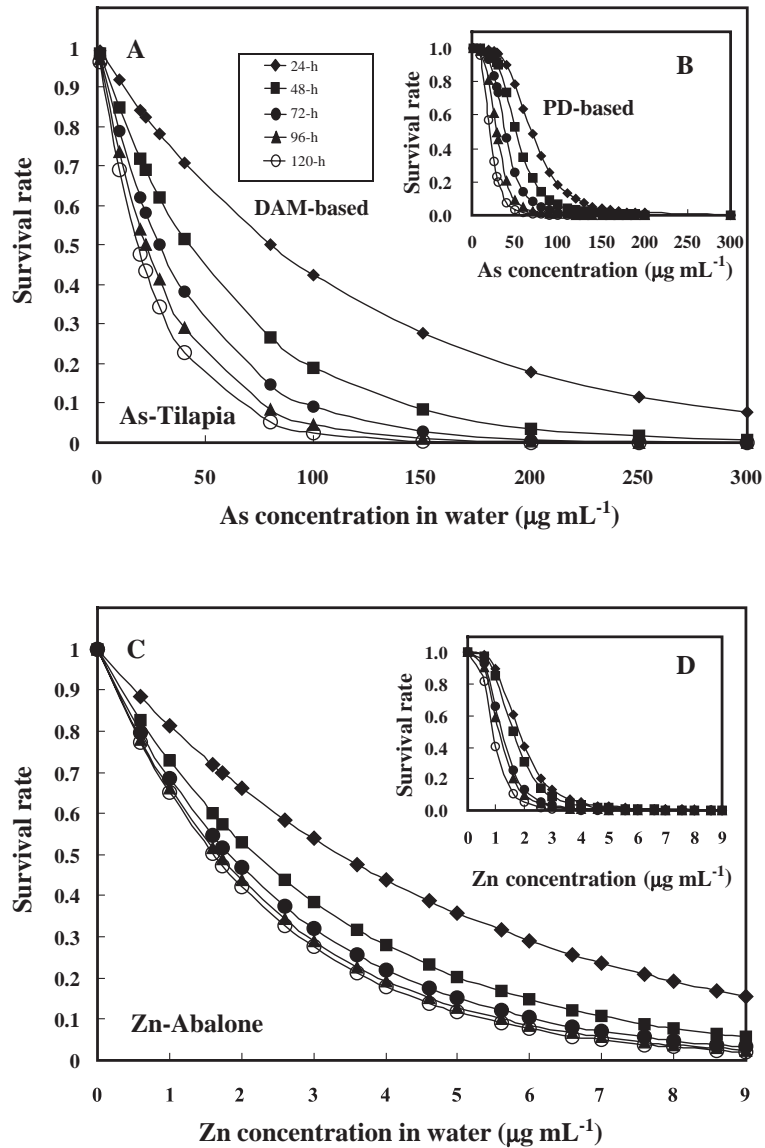 A
1
0.9
0.8
0.7
0.6
0.5
0.4
0.3
0.2
0.1
0
Survival rate
24-h
48-h
72-h
96-h
120-h
DAM-based
As-Tilapia
0 50 100 150 200 250 300
As concentration in water (μg mL-1)
B
PD-based
1.0
0.8
0.6
0.4
0.2
0.0
Survival rate
0 50 100 150 200 300
As concentration (μg mL-1)
C
1
0.9
0.8
0.7
0.6
0.5
0.4
0.3
0.2
0.1
0
Survival rate
Zn-Abalone
0 1 2 3 4 5 6 7 8 9
Zn concentration in water (μg mL-1)
D
1.0
0.8
0.6
0.4
0.2
0.0
Survival rate
0 1 2 3 4 5 6 7 8 9
Zn concentration (μg mL-1)